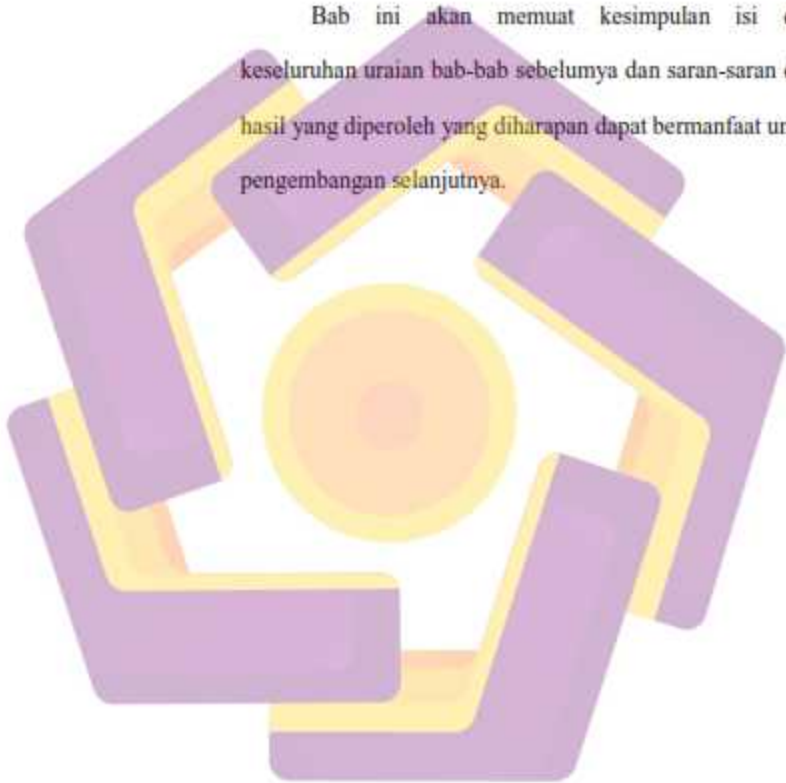 Bab ini akan memuat kesimpulan isi
keseluruhan uraian bab-bab sebelumya dan saran-saran
hasil yang diperoleh yang diharapan dapat bermanfaat
pengembangan selanjutnya.